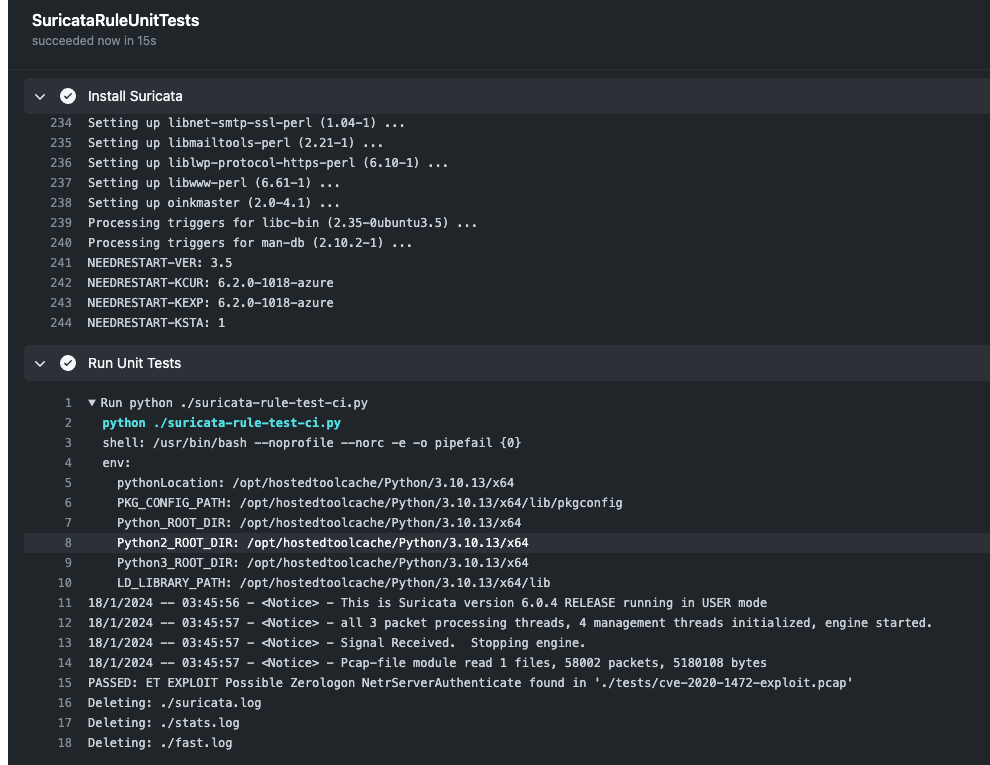 SuricataRuleUnitTests
succeeded now in 15s
Install Suricata
234 Setting up libnet-smtp-ssl-perl (1.04-1) ...
235 Setting up libmailtools-perl (2.21-1) ...
236 Setting up liblwp-protocol-https-perl (6.10-1) ...
237 Setting up libwww-perl (6.61-1) ...
238 Setting up oinkmaster (2.0-4.1) ...
239 Processing triggers for libc-bin (2.35-0ubuntu3.5) ...
240 Processing triggers for man-db (2.10.2-1) ...
241 NEEDRESTART-VER: 3.5
242 NEEDRESTART-KCUR: 6.2.0-1018-azure
243 NEEDRESTART-KEXP: 6.2.0-1018-azure
244 NEEDRESTART-KSTA: 1
Run Unit Tests
1 ▼ Run python ./suricata-rule-test-ci.py
2 python ./suricata-rule-test-ci.py
3 shell: /usr/bin/bash --noprofile --norc -e -o pipefail {0}
4 env:
5 pythonLocation: /opt/hostedtoolcache/Python/3.10.13/x64
6 PKG_CONFIG_PATH: /opt/hostedtoolcache/Python/3.10.13/x64/lib/pkgconfig
7 Python_ROOT_DIR: /opt/hostedtoolcache/Python/3.10.13/x64
8 Python2_ROOT_DIR: /opt/hostedtoolcache/Python/3.10.13/x64
9 Python3_ROOT_DIR: /opt/hostedtoolcache/Python/3.10.13/x64
10 LD_LIBRARY_PATH: /opt/hostedtoolcache/Python/3.10.13/x64/lib
11 18/1/2024 -- 03:45:56 - <Notice> - This is Suricata version 6.0.4 RELEASE running in USER mode
12 18/1/2024 -- 03:45:57 - <Notice> - all 3 packet processing threads, 4 management threads initialized, engine started.
13 18/1/2024 -- 03:45:57 - <Notice> - Signal Received.  Stopping engine.
14 18/1/2024 -- 03:45:57 - <Notice> - Pcap-file module read 1 files, 58002 packets, 5180108 bytes
15 PASSED: ET EXPLOIT Possible Zerologon NetrServerAuthenticate found in './tests/cve-2020-1472-exploit.pcap'
16 Deleting: ./suricata.log
17 Deleting: ./stats.log
18 Deleting: ./fast.log